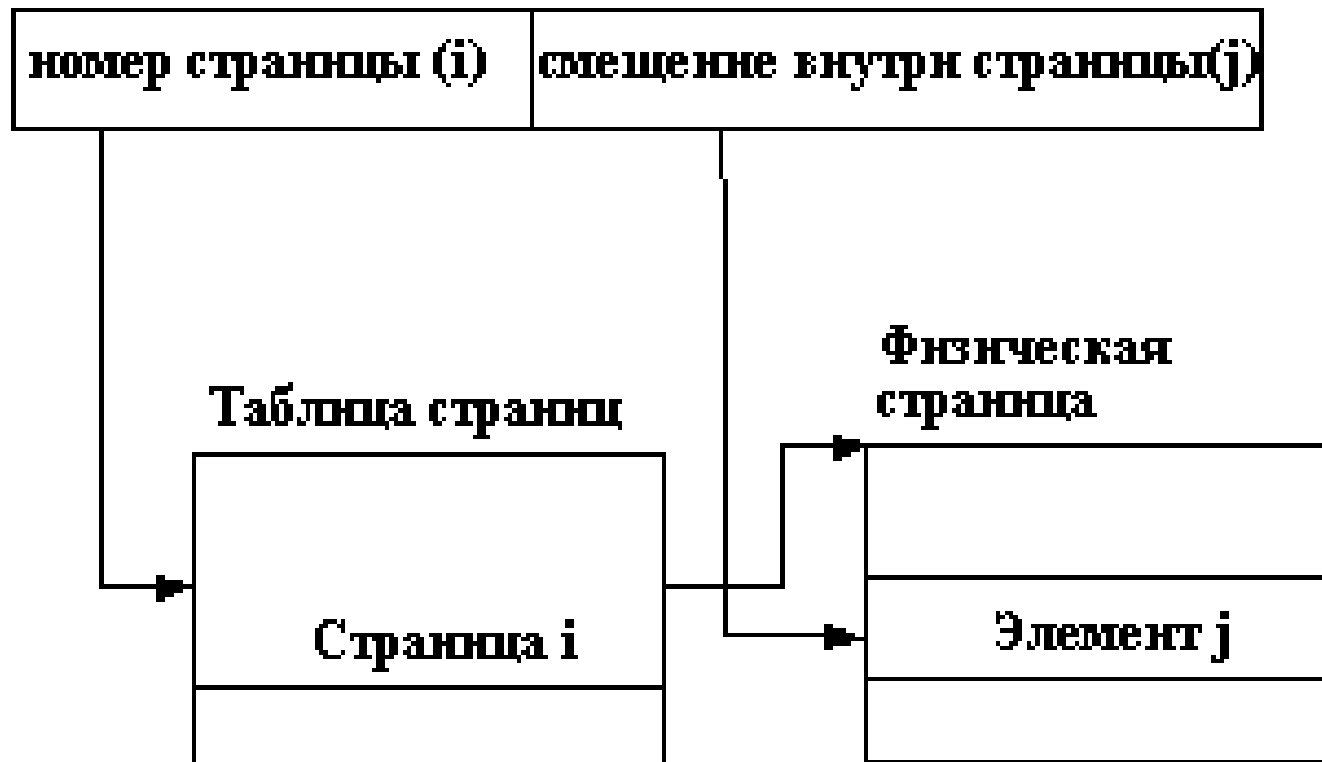 номер страницы (i)
смещение внутри страницы(j)
Физическая
страница
Таблица страниц
Страница i
Элемент j